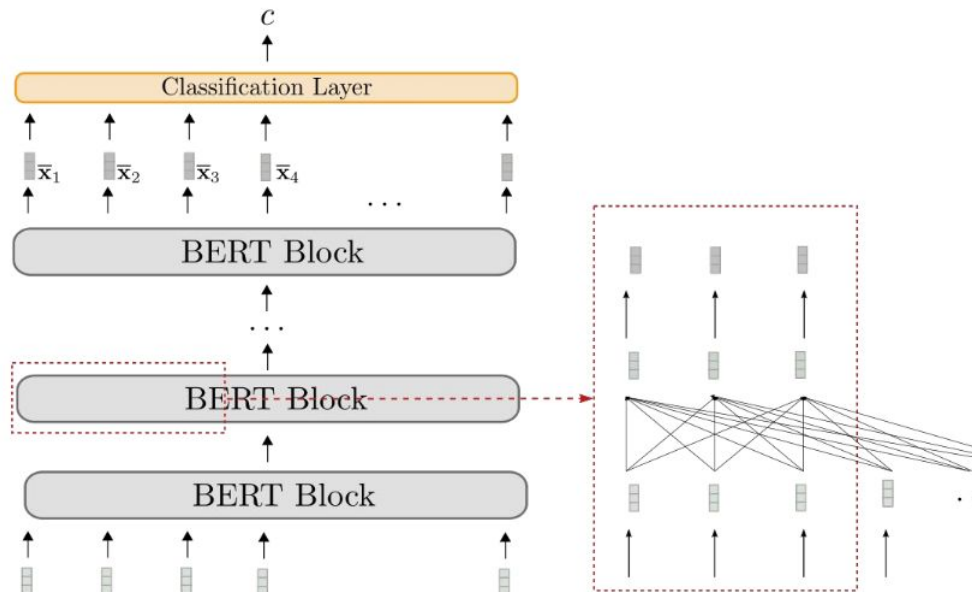 c
Classification Layer
x̄₁ x̄₂ x̄₃ x̄₄
...
BERT Block
...
BERT Block
BERT Block
.